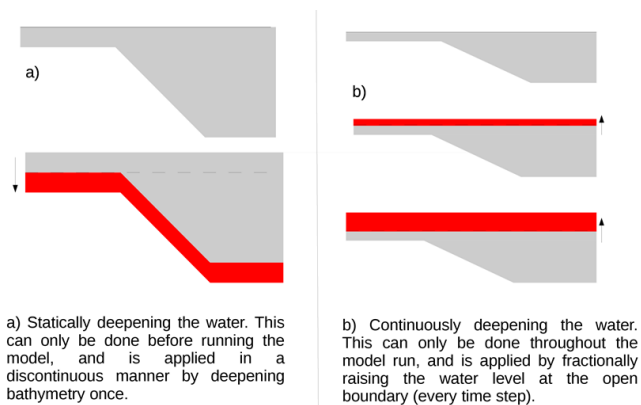 a)
b)
a) Statically deepening the water. This
can only be done before running the
model, and is applied in a
discontinuous manner by deepening
bathymetry once.
b) Continuously deepening the water.
This can only be done throughout the
model run, and is applied by fractionally
raising the water level at the open
boundary (every time step).